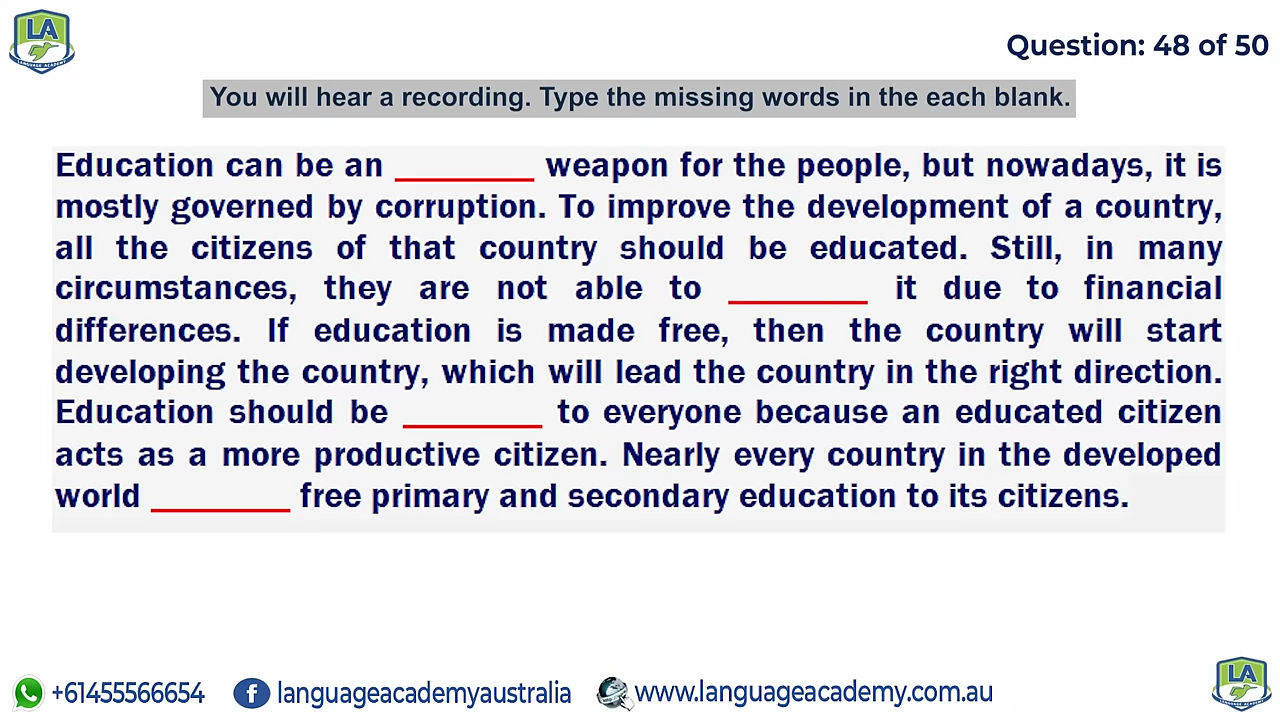 LA
LANGUAGE ACADEMY
Question: 48 of 50
You will hear a recording. Type the missing words in the each blank.
Education can be an ________ weapon for the people, but nowadays, it is
mostly governed by corruption. To improve the development of a country,
all the citizens of that country should be educated. Still, in many
circumstances, they are not able to ________ it due to financial
differences. If education is made free, then the country will start
developing the country, which will lead the country in the right direction.
Education should be ________ to everyone because an educated citizen
acts as a more productive citizen. Nearly every country in the developed
world ________ free primary and secondary education to its citizens.
+61455566654
languageacademyaustralia
www.languageacademy.com.au
LA
LANGUAGE ACADEMY